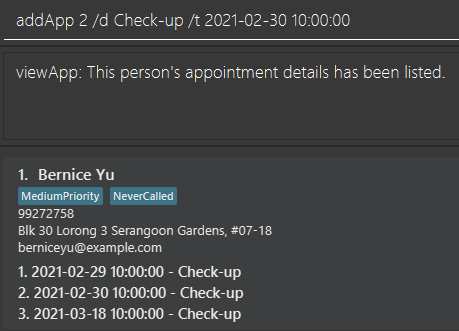 addApp 2 /d Check-up /t 2021-02-30 10:00:00
viewApp: This person's appointment details has been listed.
1. Bernice Yu
MediumPriority NeverCalled
99272758
Blk 30 Lorong 3 Serangoon Gardens, #07-18
berniceyu@example.com
1. 2021-02-29 10:00:00 - Check-up
2. 2021-02-30 10:00:00 - Check-up
3. 2021-03-18 10:00:00 - Check-up